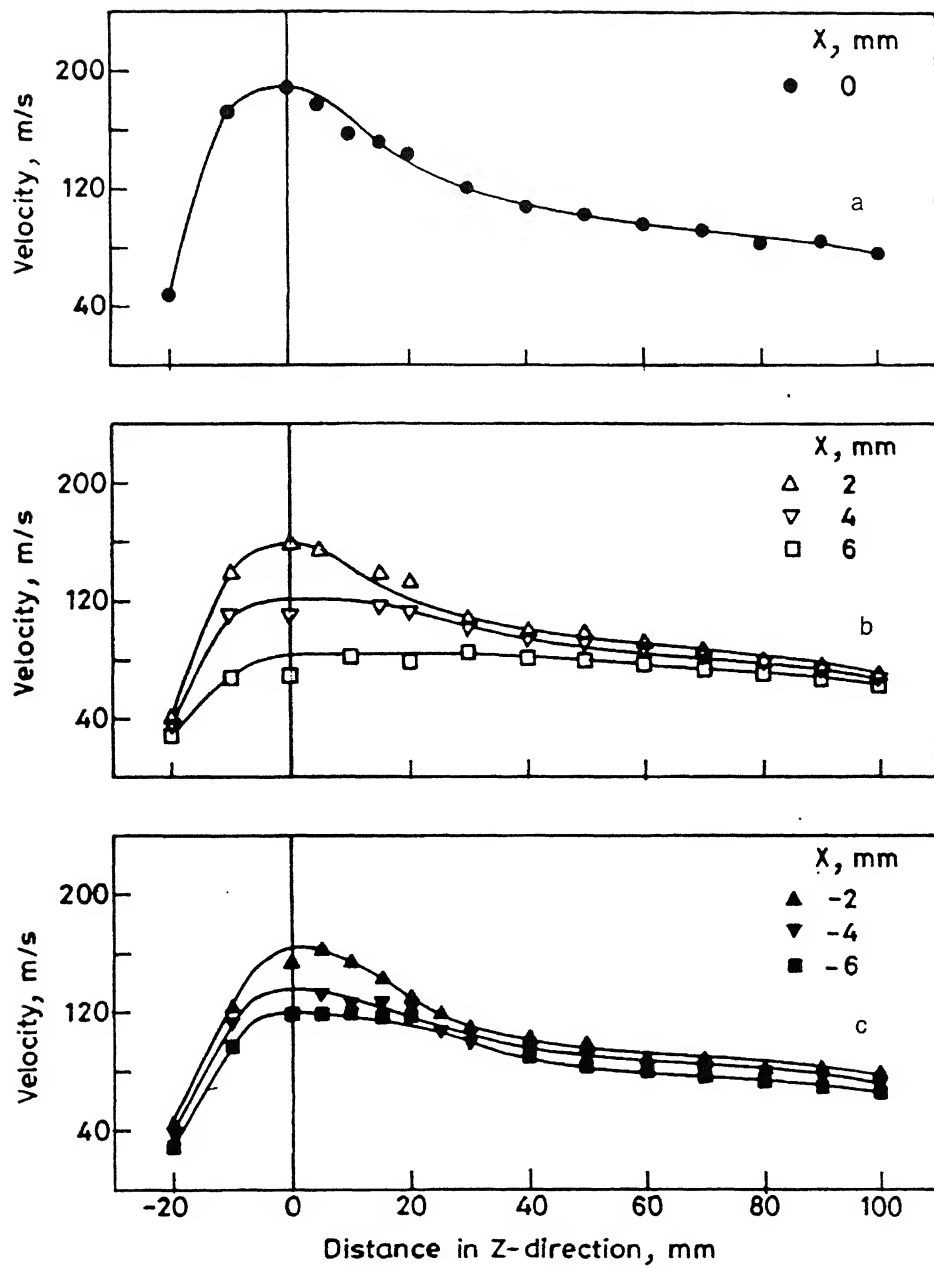 X, mm
200
● 0
Velocity, m/s
120
a
40
X, mm
200
△ 2
▽ 4
□ 6
Velocity, m/s
120
b
40
X, mm
200
▲ -2
▼ -4
■ -6
Velocity, m/s
120
c
40
-20 0 20 40 60 80 100
Distance in Z-direction, mm